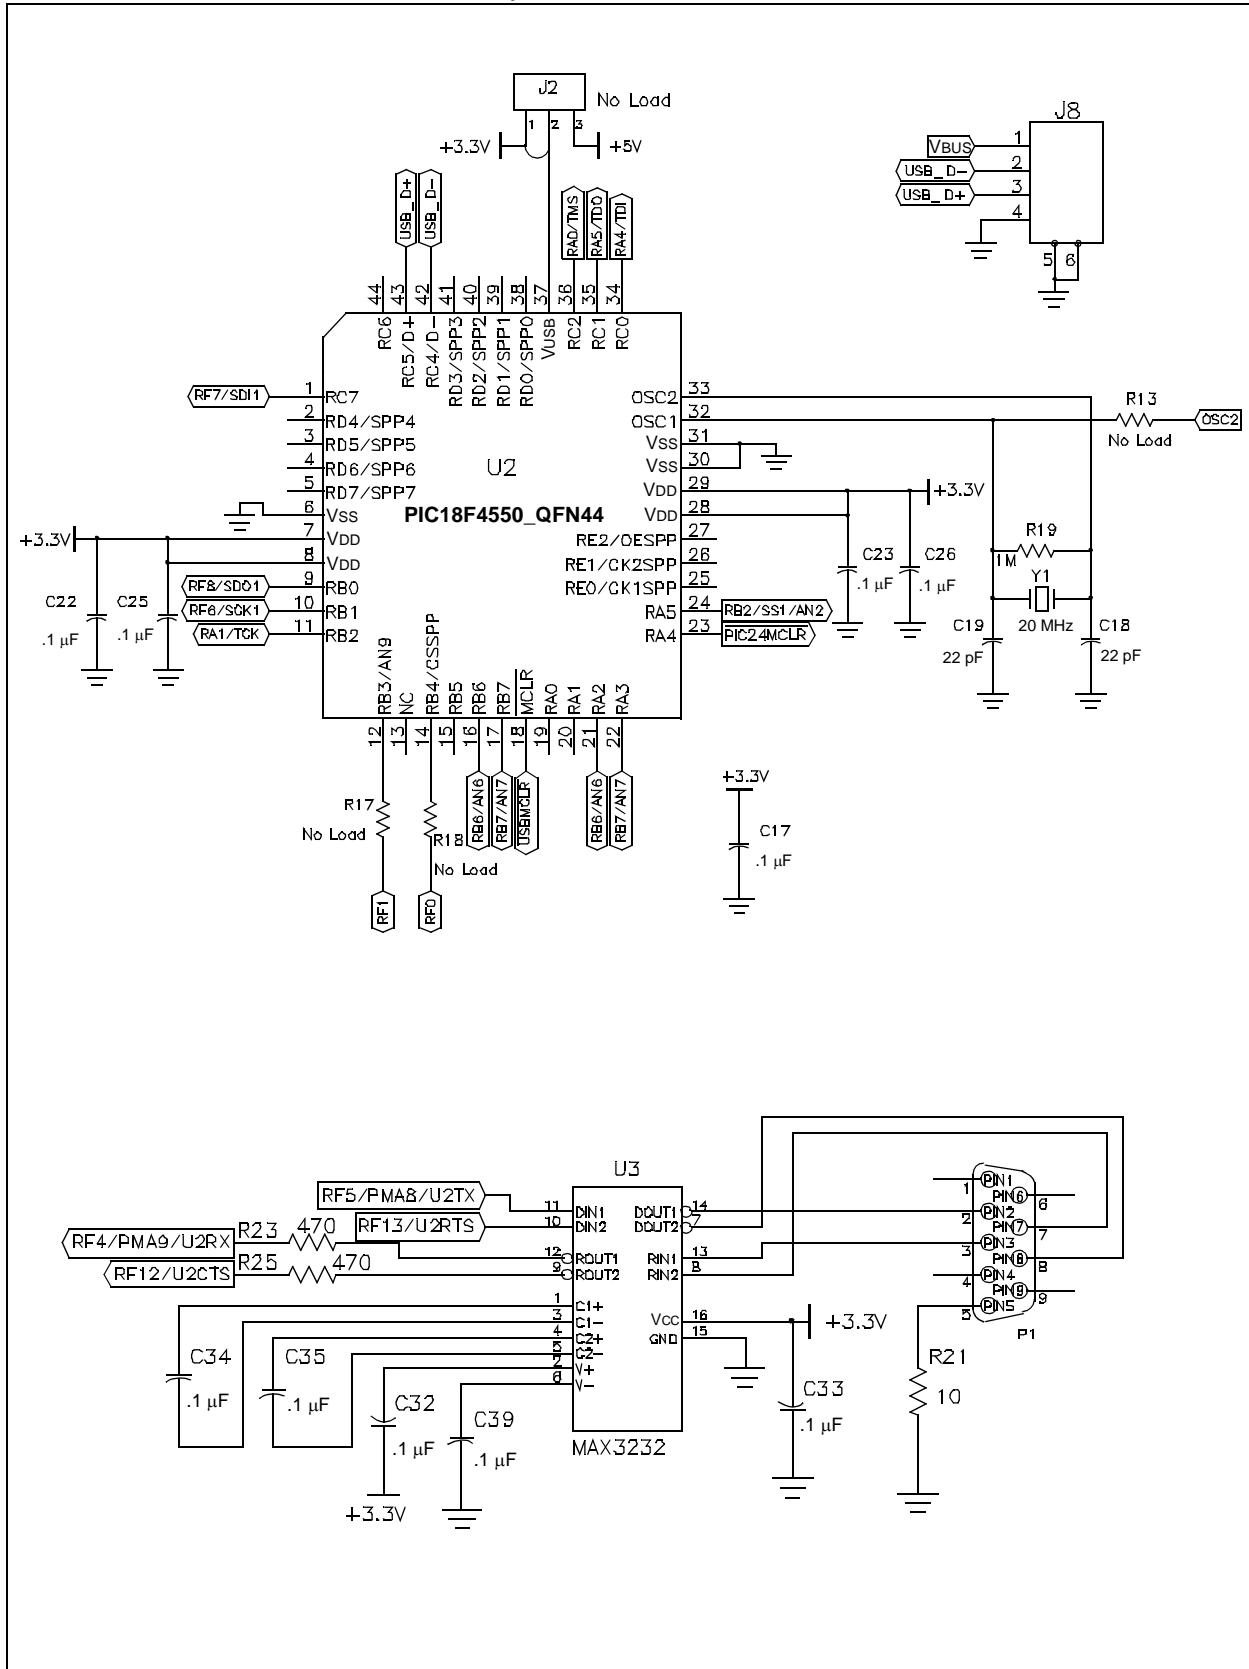 J2
No Load
1 2 3
+3.3V
+5V
J8
VBUS 1
USB_D- 2
USB_D+ 3
4
5 6
USB_D+
USB_D-
RA0/TMS
RA5/TDO
RA4/TDI
44 43 42 41 40 39 38 37 36 35 34
RC6
RC5/D+
RC4/D-
RD3/SPP3
RD2/SPP2
RD1/SPP1
RD0/SPP0
VUSB
RC2
RC1
RC0
RF7/SDI1 1 RC7
2 RD4/SPP4
3 RD5/SPP5
4 RD6/SPP6
5 RD7/SPP7
6 VSS
+3.3V 7 VDD
8 VDD
RF8/SDO1 9 RB0
RF6/SCK1 10 RB1
RA1/TCK 11 RB2
C22
.1 μF
C25
.1 μF
U2
PIC18F4550_QFN44
OSC2 33
OSC1 32
VSS 31
VSS 30
VDD 29
VDD 28
RE2/OESPP 27
RE1/CK2SPP 26
RE0/CK1SPP 25
RA5 24 RB2/SS1/AN2
RA4 23 PIC24MCLR
R13
No Load
OSC2
+3.3V
C23
.1 μF
C26
.1 μF
R19
1M
Y1
20 MHz
C19
22 pF
C18
22 pF
RB3/AN9
NC
RB4/CSSPP
RB5
RB6
RB7
MCLR
RA0
RA1
RA2
RA3
12 13 14 15 16 17 18 19 20 21 22
R17
No Load
R18
No Load
RF1
RF0
RB6/AN6
RB7/AN7
USBMCLR
RB6/AN6
RB7/AN7
+3.3V
C17
.1 μF
U3
RF5/PMA8/U2TX 11 DIN1
RF13/U2RTS 10 DIN2
RF4/PMA9/U2RX R23 470 12 ROUT1
RF12/U2CTS R25 470 9 ROUT2
1 C1+
3 C1-
4 C2+
5 C2-
2 V+
6 V-
DOUT1 14
DOUT2 7
RIN1 13
RIN2 8
VCC 16
GND 15
+3.3V
MAX3232
C34
.1 μF
C35
.1 μF
C32
.1 μF
+3.3V
C39
.1 μF
C33
.1 μF
1 PIN1
PIN6 6
2 PIN2
PIN7 7
3 PIN3
PIN8 8
4 PIN4
PIN9 9
5 PIN5
P1
R21
10